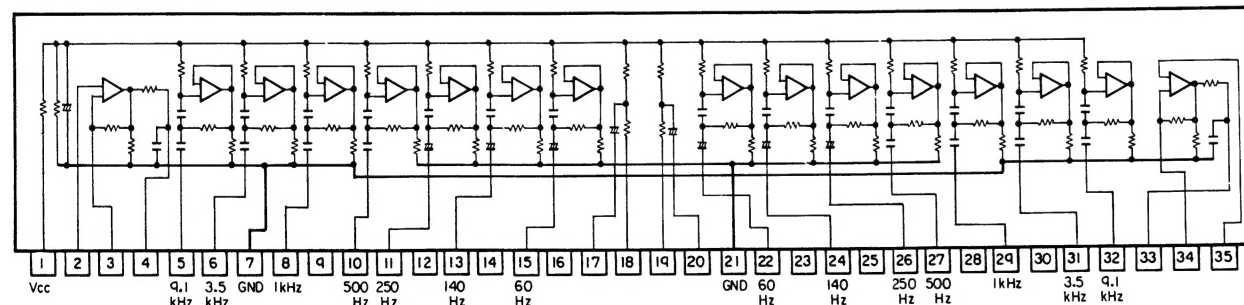 1 2 3 4 5 6 7 8 9 10 11 12 13 14 15 16 17 18 19 20 21 22 23 24 25 26 27 28 29 30 31 32 33 34 35
Vcc 9.1 3.5 GND 1kHz 500 250 140 60 GND 60 140 250 500 1kHz 3.5 9.1
kHz kHz Hz Hz Hz Hz Hz Hz Hz Hz kHz kHz